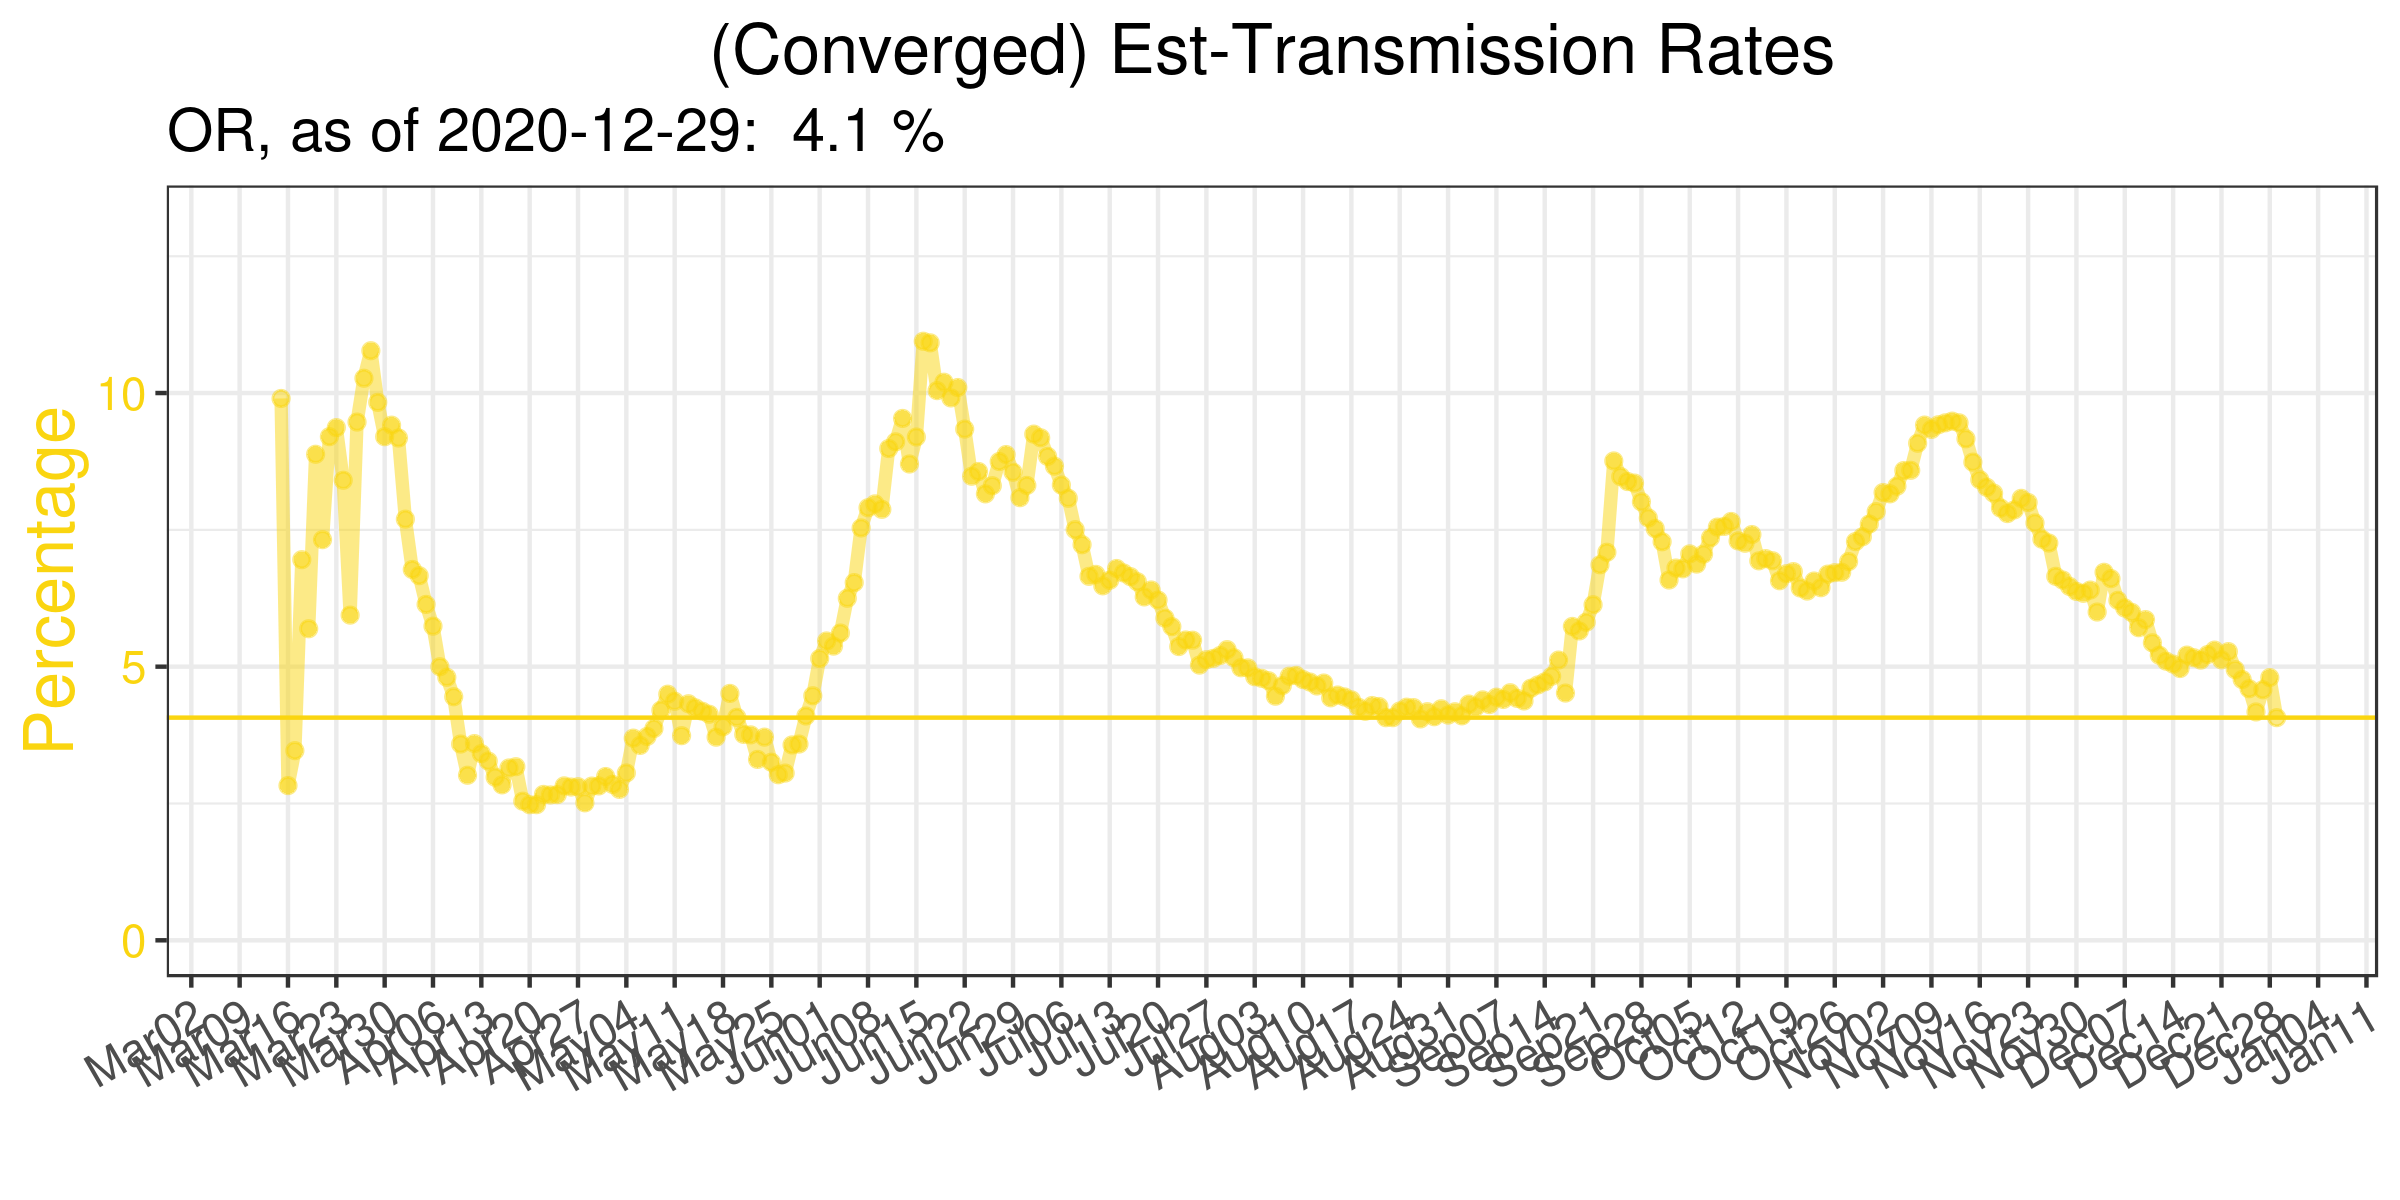 (Converged) Est-Transmission Rates
OR, as of 2020-12-29:  4.1 %
Percentage
10
5
0
Mar02
Mar09
Mar16
Mar23
Mar30
Apr06
Apr13
Apr20
Apr27
May04
May11
May18
May25
Jun01
Jun08
Jun15
Jun22
Jun29
Jul06
Jul13
Jul20
Jul27
Aug03
Aug10
Aug17
Aug24
Aug31
Sep07
Sep14
Sep21
Sep28
Oct05
Oct12
Oct19
Oct26
Nov02
Nov09
Nov16
Nov23
Nov30
Dec07
Dec14
Dec21
Dec28
Jan04
Jan11